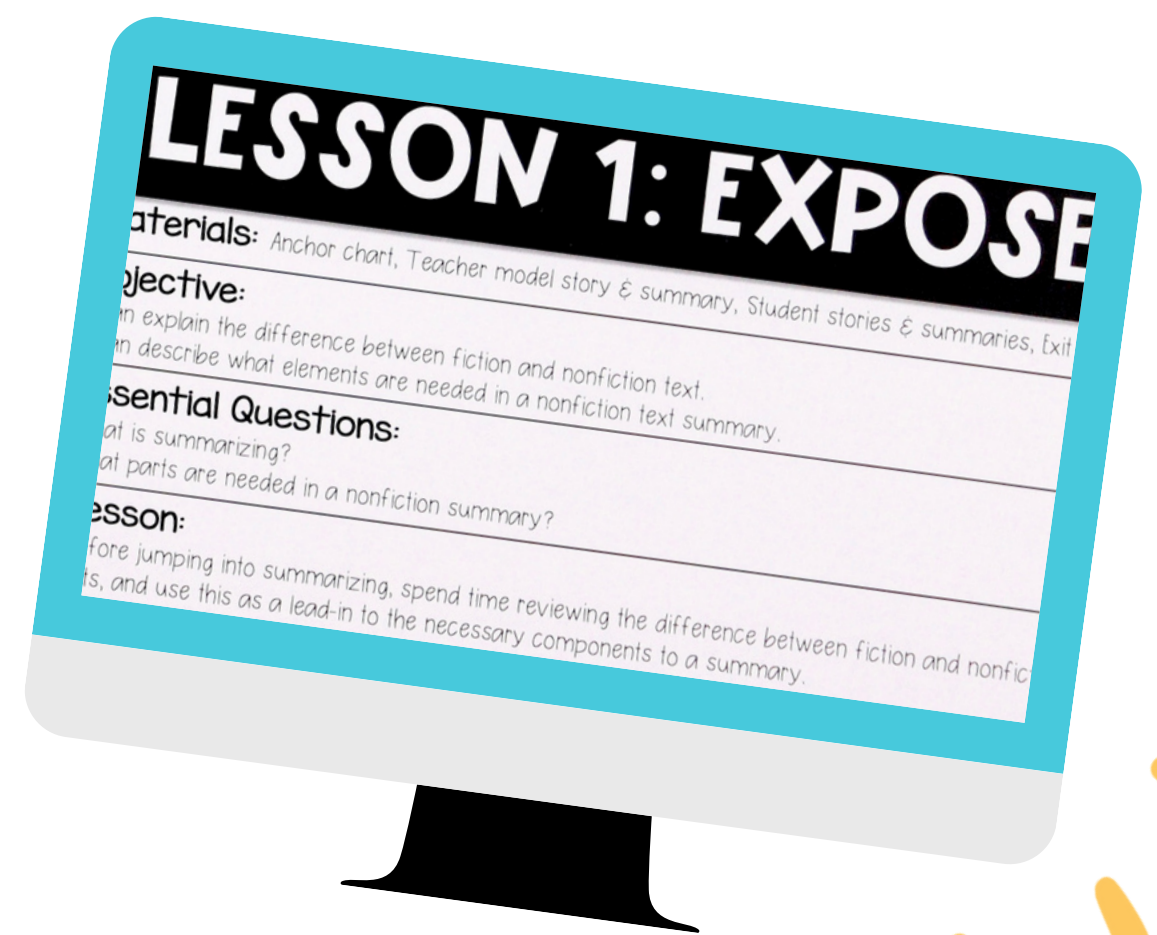 LESSON 1: EXPOSE
aterials: Anchor chart, Teacher model story & summary, Student stories & summaries, Exit
bjective:
an explain the difference between fiction and nonfiction text.
an describe what elements are needed in a nonfiction text summary.
ssential Questions:
at is summarizing?
at parts are needed in a nonfiction summary?
esson:
fore jumping into summarizing, spend time reviewing the difference between fiction and nonfic
ts, and use this as a lead-in to the necessary components to a summary.